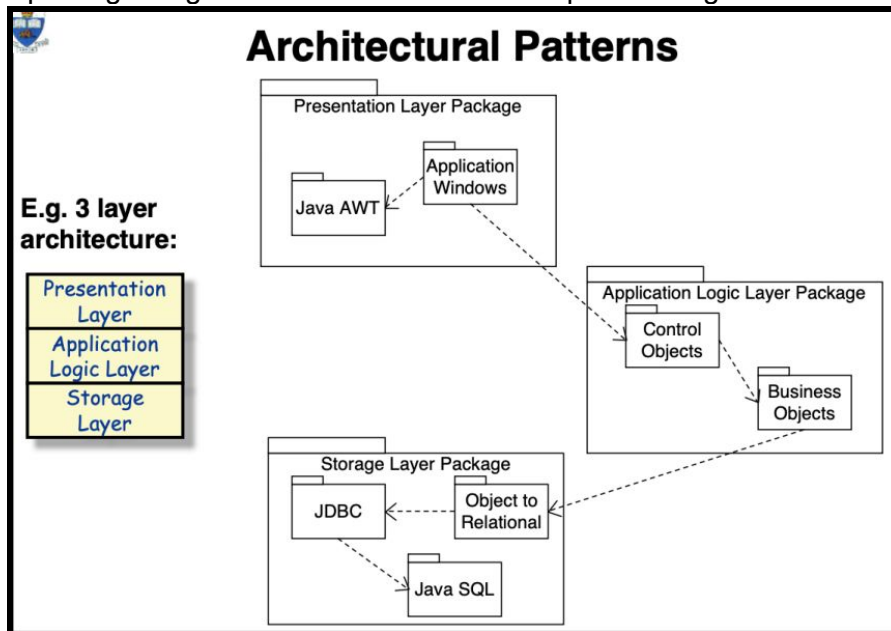 Architectural Patterns
Presentation Layer Package
Application
Windows
Java AWT
E.g. 3 layer
architecture:
Presentation
Layer
Application
Logic Layer
Storage
Layer
Application Logic Layer Package
Control
Objects
Business
Objects
Storage Layer Package
JDBC
Object to
Relational
Java SQL